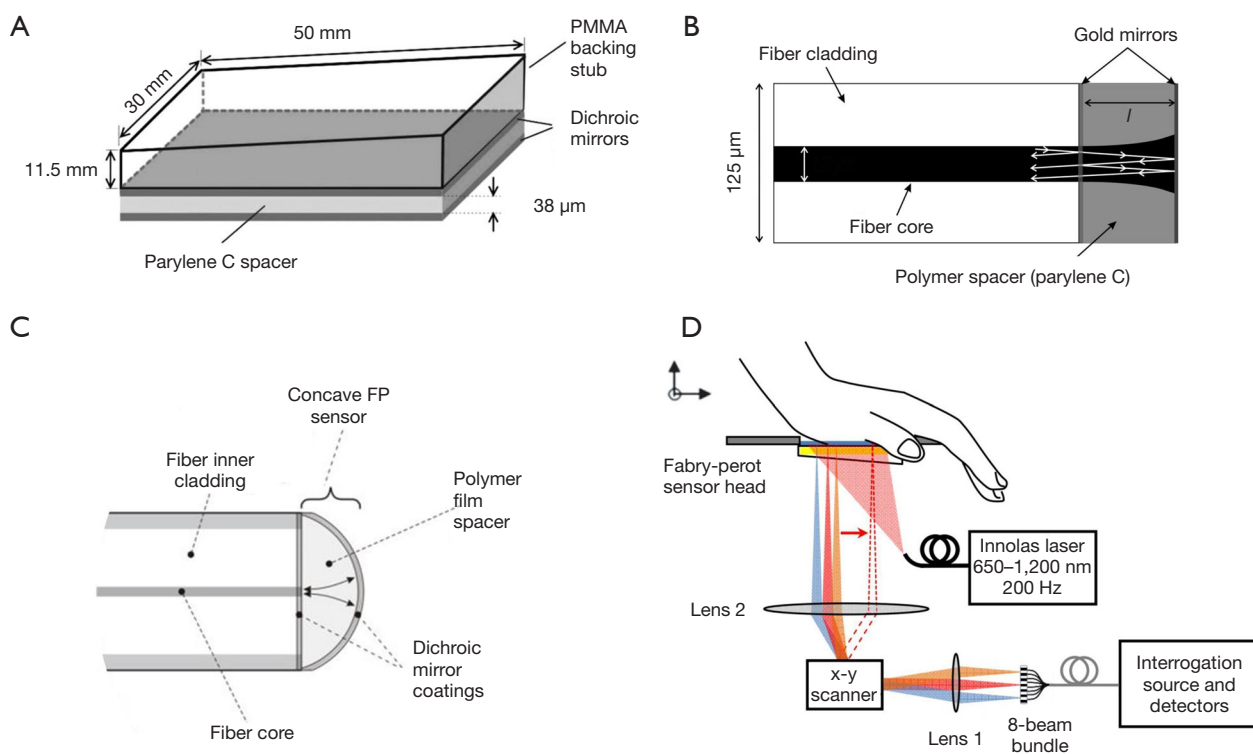 A
50 mm
PMMA
backing
stub
30 mm
Dichroic
mirrors
11.5 mm
38 µm
Parylene C spacer
B
Gold mirrors
Fiber cladding
l
125 µm
Fiber core
Polymer spacer (parylene C)
C
Concave FP
sensor
Fiber inner
cladding
Polymer
film
spacer
Dichroic
mirror
coatings
Fiber core
D
Fabry-perot
sensor head
Innolas laser
650–1,200 nm
200 Hz
Lens 2
x-y
scanner
Interrogation
source and
detectors
Lens 1
8-beam
bundle